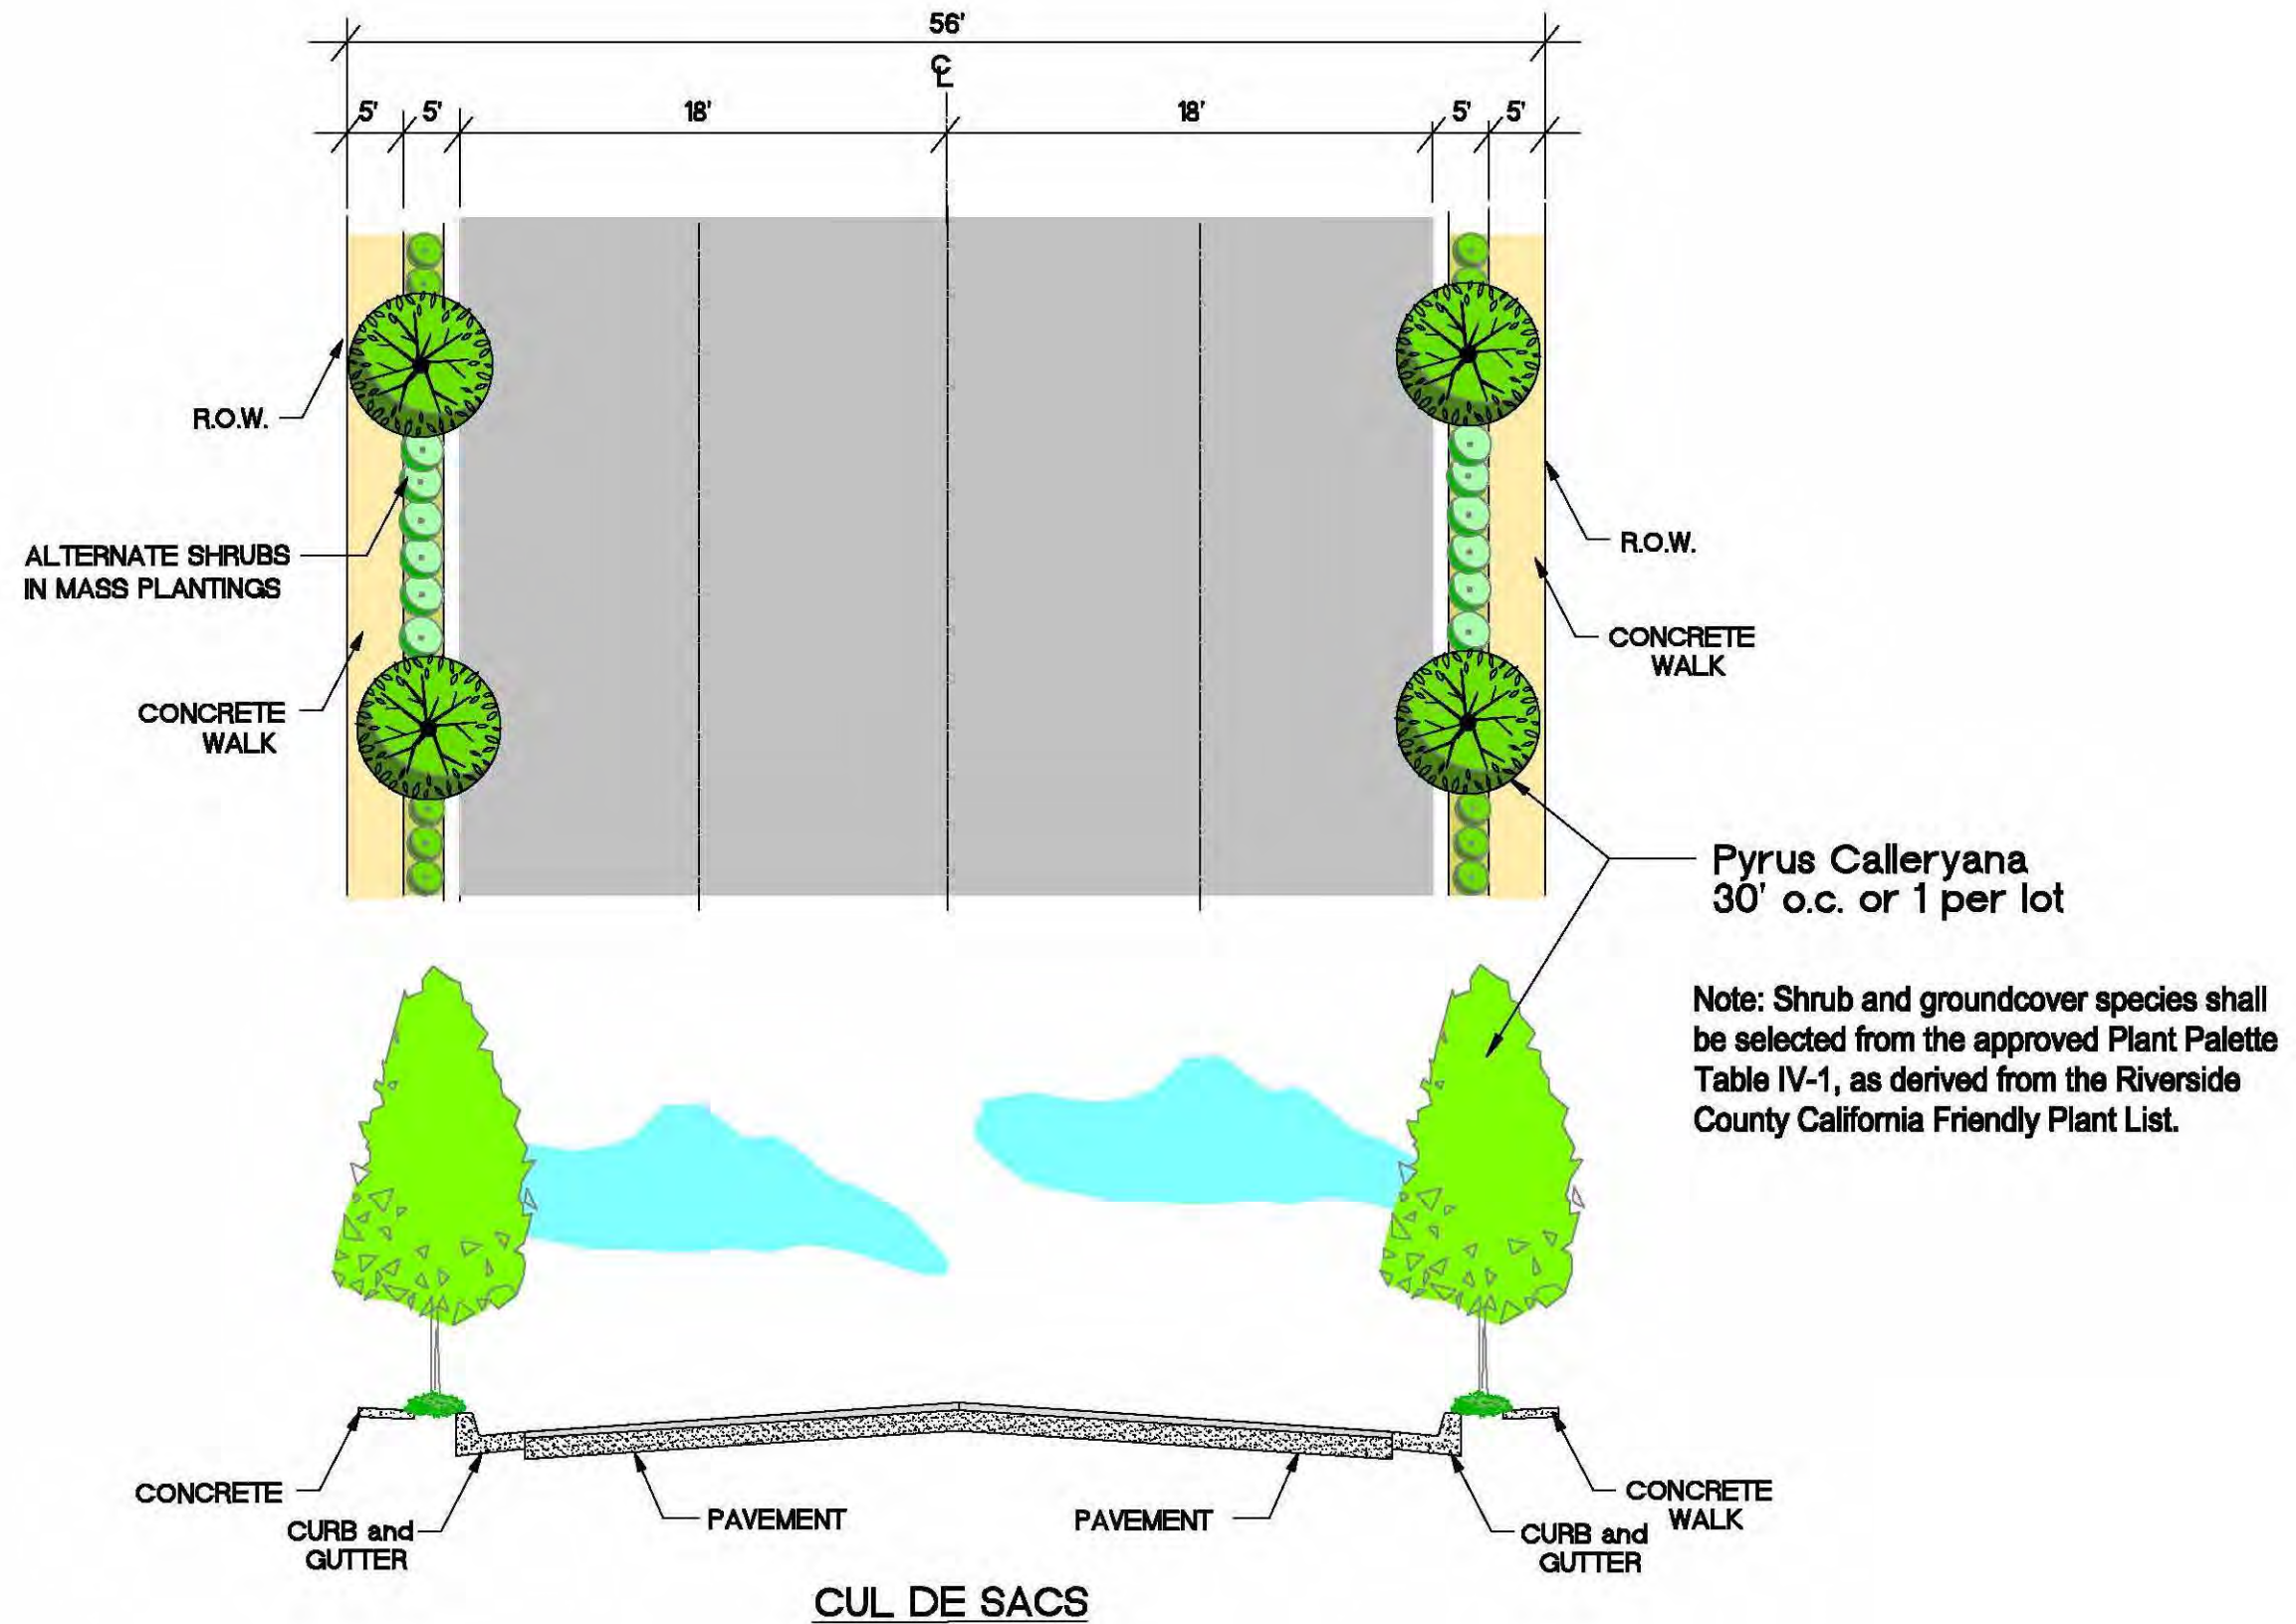 56'
℄
5' 5' 18' 18' 5' 5'
R.O.W.
ALTERNATE SHRUBS
IN MASS PLANTINGS
CONCRETE
WALK
R.O.W.
CONCRETE
WALK
Pyrus Calleryana
30' o.c. or 1 per lot
Note: Shrub and groundcover species shall
be selected from the approved Plant Palette
Table IV-1, as derived from the Riverside
County California Friendly Plant List.
CONCRETE
CURB and
GUTTER
PAVEMENT
PAVEMENT
CURB and
GUTTER
CONCRETE
WALK
CUL DE SACS